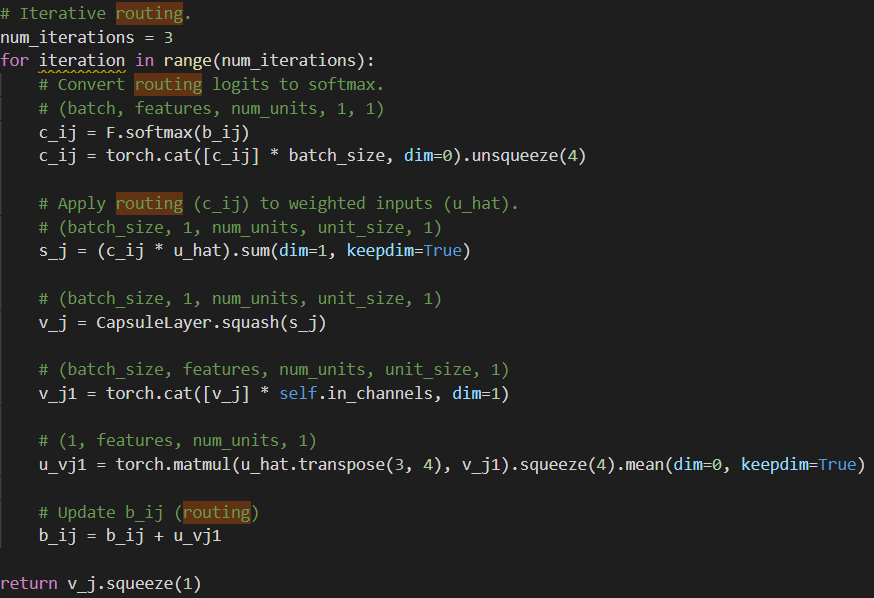 # Iterative routing.
num_iterations = 3
for iteration in range(num_iterations):
# Convert routing logits to softmax.
# (batch, features, num_units, 1, 1)
c_ij = F.softmax(b_ij)
c_ij = torch.cat([c_ij] * batch_size, dim=0).unsqueeze(4)
# Apply routing (c_ij) to weighted inputs (u_hat).
# (batch_size, 1, num_units, unit_size, 1)
s_j = (c_ij * u_hat).sum(dim=1, keepdim=True)
# (batch_size, 1, num_units, unit_size, 1)
v_j = CapsuleLayer.squash(s_j)
# (batch_size, features, num_units, unit_size, 1)
v_j1 = torch.cat([v_j] * self.in_channels, dim=1)
# (1, features, num_units, 1)
u_vj1 = torch.matmul(u_hat.transpose(3, 4), v_j1).squeeze(4).mean(dim=0, keepdim=True)
# Update b_ij (routing)
b_ij = b_ij + u_vj1
return v_j.squeeze(1)